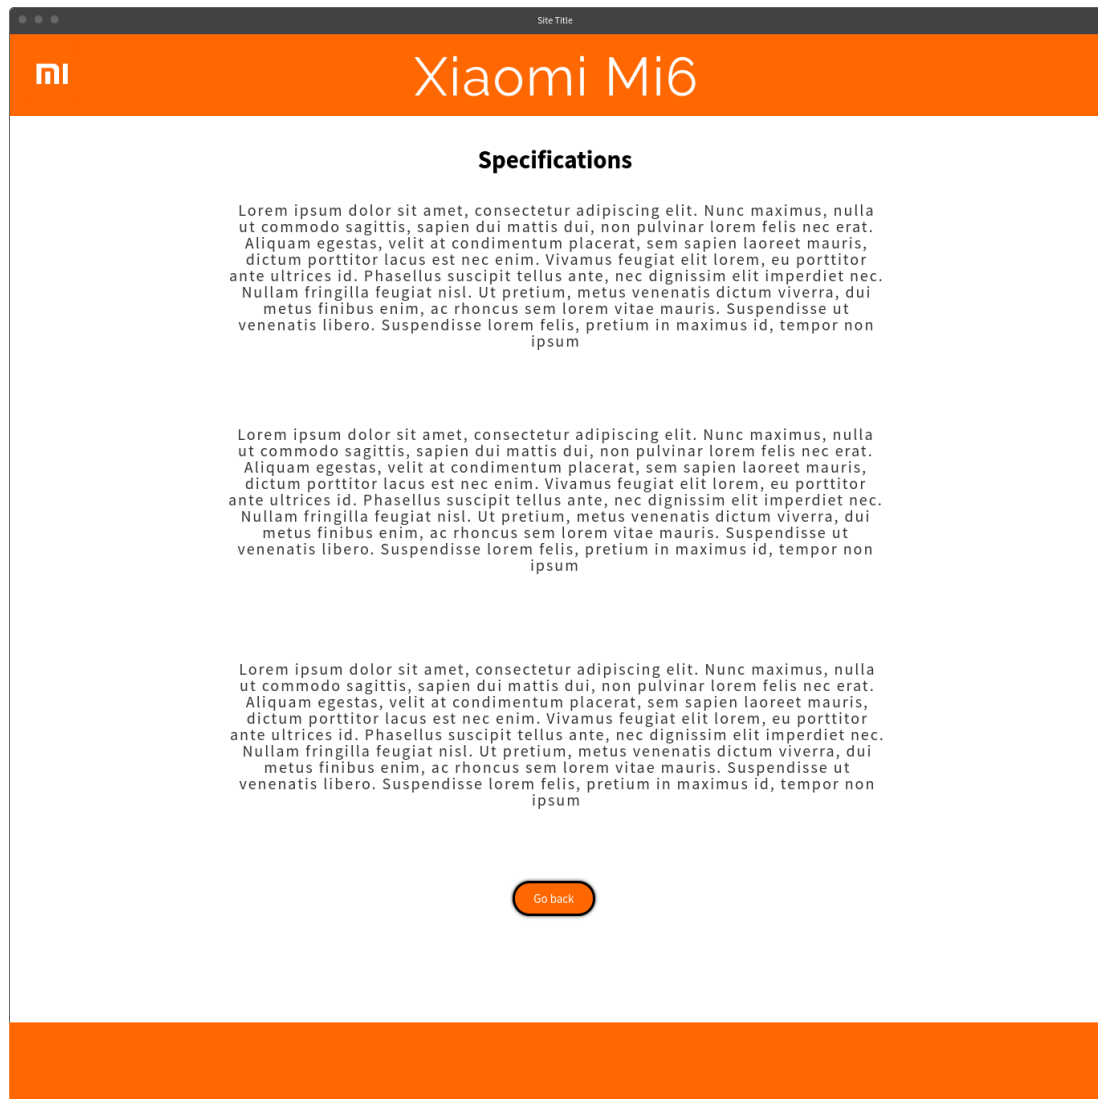 Site Title
mi
Xiaomi Mi6
Specifications
Lorem ipsum dolor sit amet, consectetur adipiscing elit. Nunc maximus, nulla
ut commodo sagittis, sapien dui mattis dui, non pulvinar lorem felis nec erat.
Aliquam egestas, velit at condimentum placerat, sem sapien laoreet mauris,
dictum porttitor lacus est nec enim. Vivamus feugiat elit lorem, eu porttitor
ante ultrices id. Phasellus suscipit tellus ante, nec dignissim elit imperdiet nec.
Nullam fringilla feugiat nisl. Ut pretium, metus venenatis dictum viverra, dui
metus finibus enim, ac rhoncus sem lorem vitae mauris. Suspendisse ut
venenatis libero. Suspendisse lorem felis, pretium in maximus id, tempor non
ipsum
Lorem ipsum dolor sit amet, consectetur adipiscing elit. Nunc maximus, nulla
ut commodo sagittis, sapien dui mattis dui, non pulvinar lorem felis nec erat.
Aliquam egestas, velit at condimentum placerat, sem sapien laoreet mauris,
dictum porttitor lacus est nec enim. Vivamus feugiat elit lorem, eu porttitor
ante ultrices id. Phasellus suscipit tellus ante, nec dignissim elit imperdiet nec.
Nullam fringilla feugiat nisl. Ut pretium, metus venenatis dictum viverra, dui
metus finibus enim, ac rhoncus sem lorem vitae mauris. Suspendisse ut
venenatis libero. Suspendisse lorem felis, pretium in maximus id, tempor non
ipsum
Lorem ipsum dolor sit amet, consectetur adipiscing elit. Nunc maximus, nulla
ut commodo sagittis, sapien dui mattis dui, non pulvinar lorem felis nec erat.
Aliquam egestas, velit at condimentum placerat, sem sapien laoreet mauris,
dictum porttitor lacus est nec enim. Vivamus feugiat elit lorem, eu porttitor
ante ultrices id. Phasellus suscipit tellus ante, nec dignissim elit imperdiet nec.
Nullam fringilla feugiat nisl. Ut pretium, metus venenatis dictum viverra, dui
metus finibus enim, ac rhoncus sem lorem vitae mauris. Suspendisse ut
venenatis libero. Suspendisse lorem felis, pretium in maximus id, tempor non
ipsum
Go back